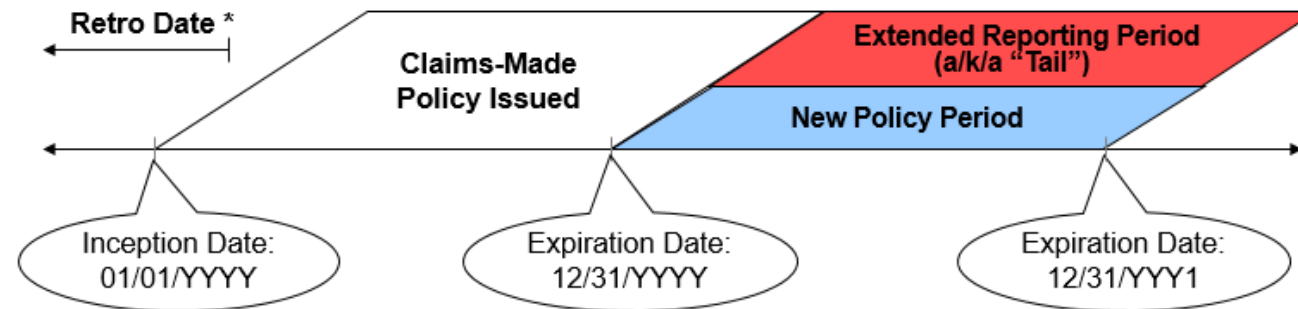 Retro Date *
Claims-Made
Policy Issued
Extended Reporting Period
(a/k/a “Tail”)
New Policy Period
Inception Date:
01/01/YYYY
Expiration Date:
12/31/YYYY
Expiration Date:
12/31/YYY1